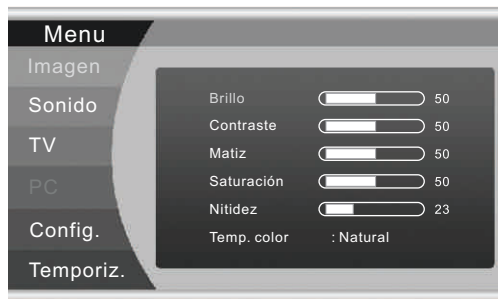 Menu
Imagen
Sonido
TV
PC
Config.
Temporiz.
Brillo 50
Contraste 50
Matiz 50
Saturación 50
Nitidez 23
Temp. color : Natural